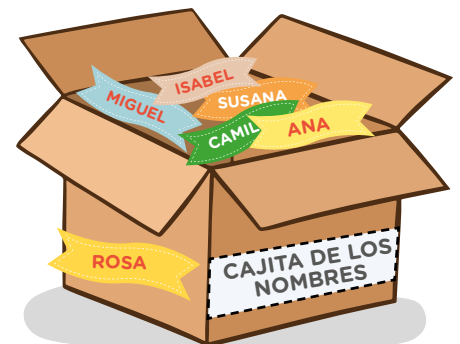 ISABEL
MIGUEL
SUSANA
CAMIL
ANA
ROSA
CAJITA DE LOS
NOMBRES